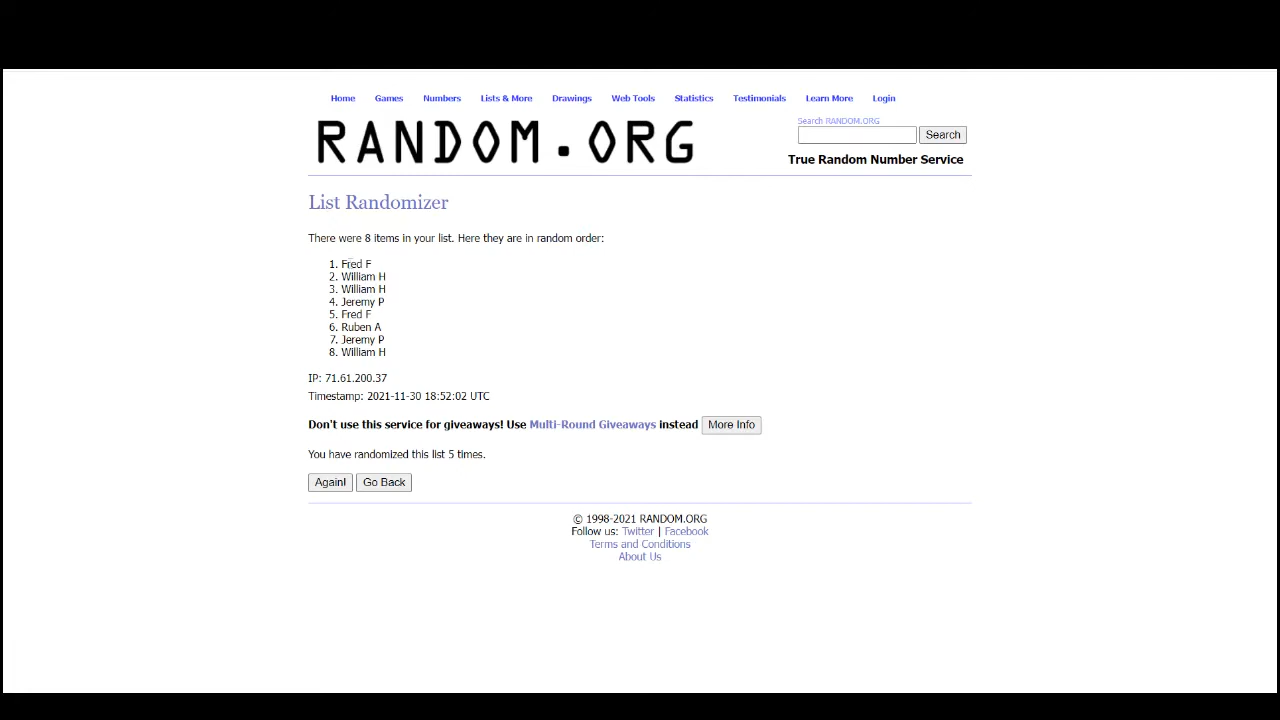 Home Games Numbers Lists & More Drawings Web Tools Statistics Testimonials Learn More Login
Search RANDOM.ORG
RANDOM.ORG
Search
True Random Number Service
List Randomizer
There were 8 items in your list. Here they are in random order:
1. Fred F
2. William H
3. William H
4. Jeremy P
5. Fred F
6. Ruben A
7. Jeremy P
8. William H
IP: 71.61.200.37
Timestamp: 2021-11-30 18:52:02 UTC
Don't use this service for giveaways! Use Multi-Round Giveaways instead More Info
You have randomized this list 5 times.
Again! Go Back
© 1998-2021 RANDOM.ORG
Follow us: Twitter | Facebook
Terms and Conditions
About Us